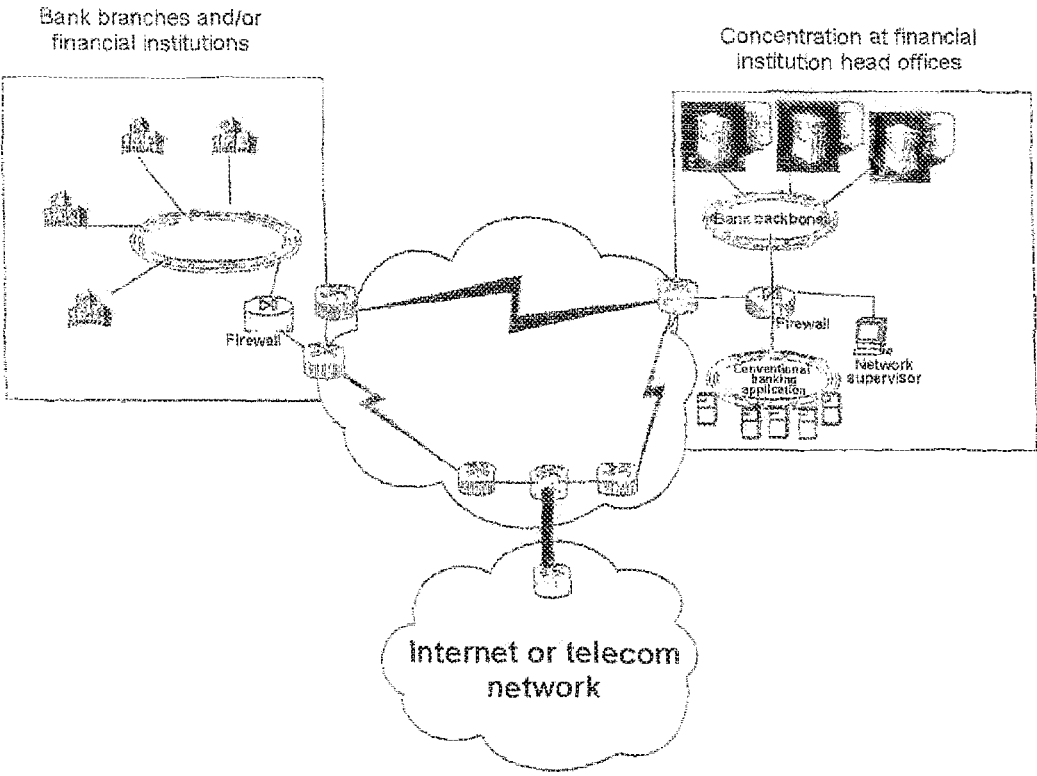 Bank branches and/or
financial institutions
Concentration at financial
institution head offices
Bank backbone
Firewall
Firewall
Network
supervisor
Conventional
banking
application
Internet or telecom
network